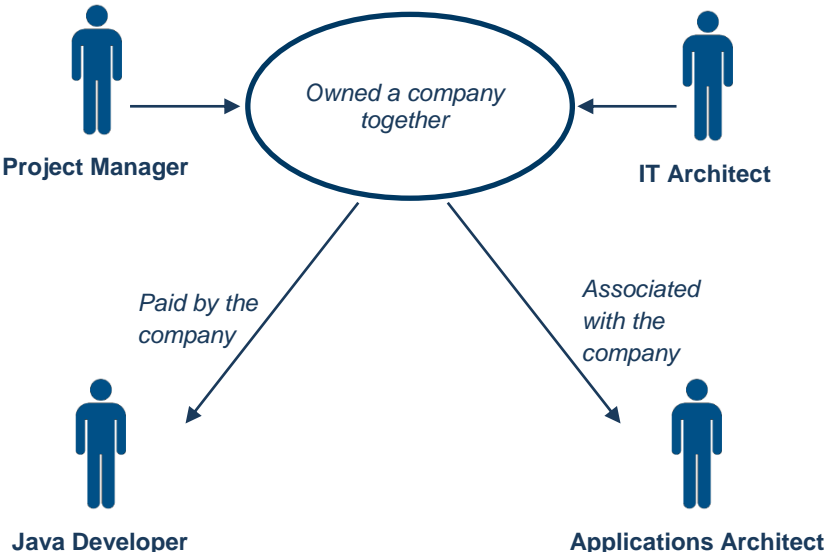 Owned a company
together
Project Manager
IT Architect
Paid by the
company
Associated
with the
company
Java Developer
Applications Architect